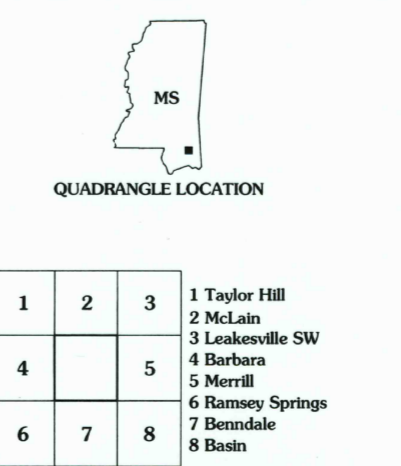 MS
QUADRANGLE LOCATION
1 2 3
4 5
6 7 8
1 Taylor Hill
2 McLain
3 Leakesville SW
4 Barbara
5 Merrill
6 Ramsey Springs
7 Benndale
8 Basin